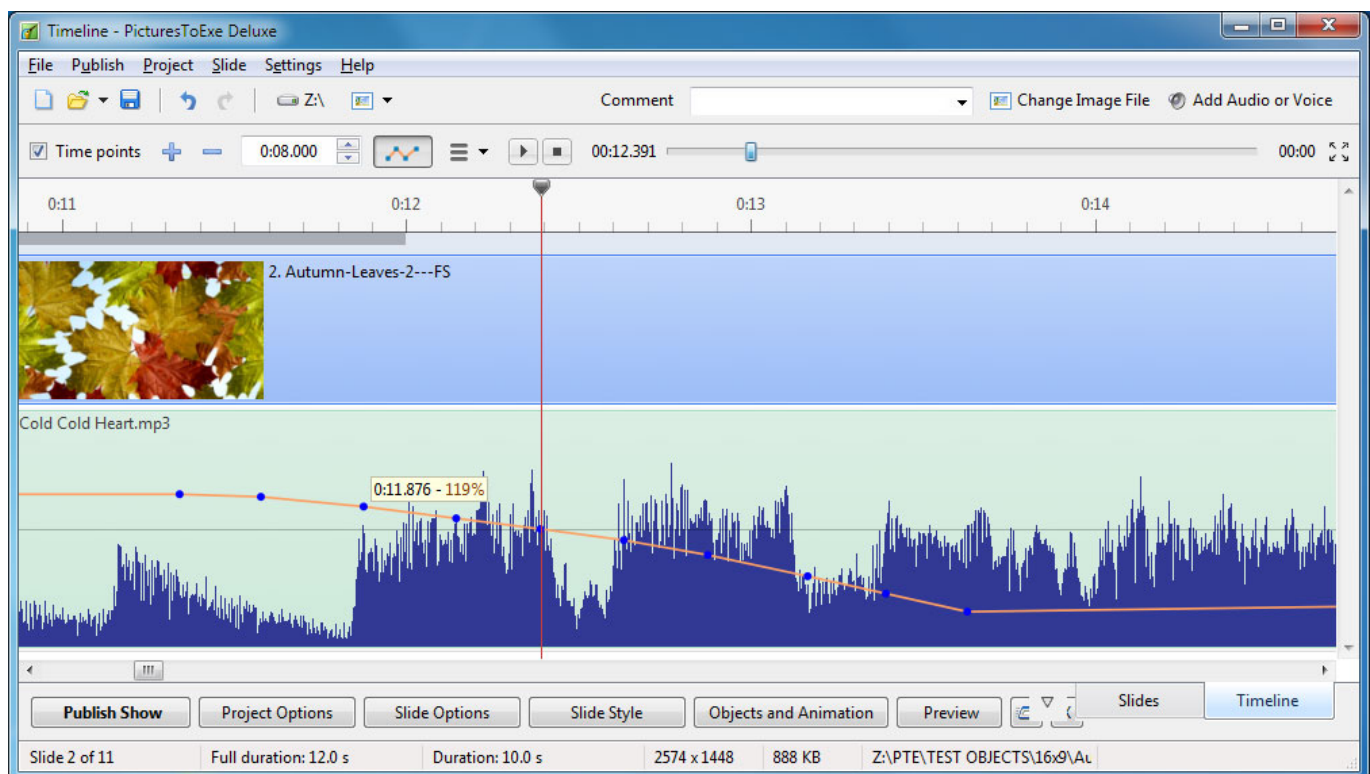 Timeline - PicturesToExe Deluxe
File Publish Project Slide Settings Help
Z:\ Comment Change Image File Add Audio or Voice
Time points 0:08.000 00:12.391 00:00
0:11 0:12 0:13 0:14
2. Autumn-Leaves-2---FS
Cold Cold Heart.mp3
0:11.876 - 119%
Publish Show Project Options Slide Options Slide Style Objects and Animation Preview Slides Timeline
Slide 2 of 11 Full duration: 12.0 s Duration: 10.0 s 2574 x 1448 888 KB Z:\PTE\TEST OBJECTS\16x9\Au